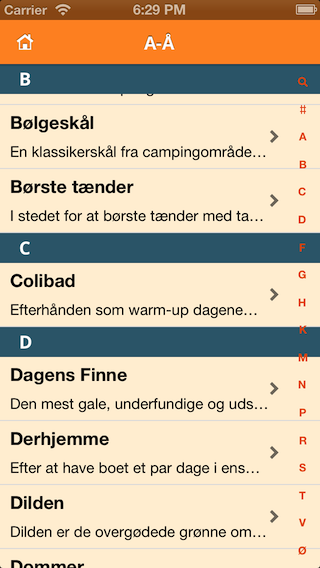 Carrier 6:29 PM
A-Å
B
Bølgeskål
En klassikerskål fra campingområde…
Børste tænder
I stedet for at børste tænder med ta…
C
Colibad
Efterhånden som warm-up dagene…
D
Dagens Finne
Den mest gale, underfundige og uds…
Derhjemme
Efter at have boet et par dage i ens…
Dilden
Dilden er de overgødede grønne om…
Dommer
#
A
B
C
D
F
G
H
K
M
N
P
R
S
T
V
Ø